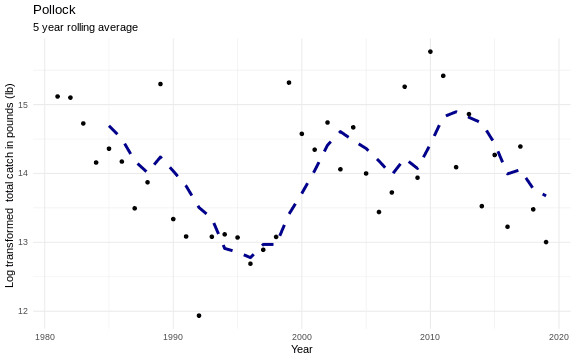 Pollock
5 year rolling average
Log transformed  total catch in pounds (lb)
15
14
13
12
1980
1990
2000
2010
2020
Year